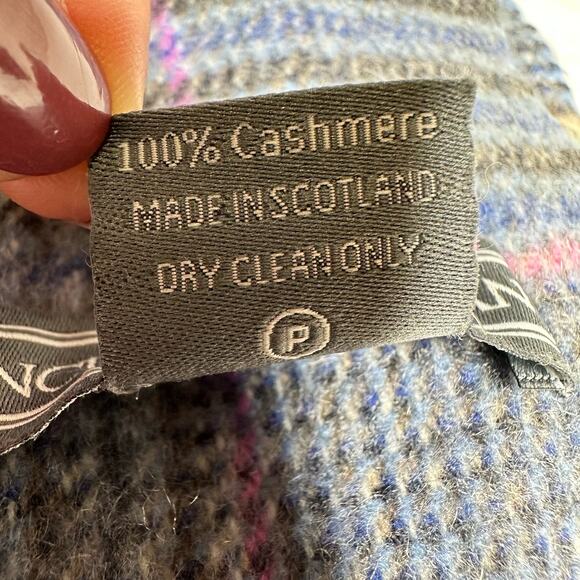 100% Cashmere
MADE IN SCOTLAND
DRY CLEAN ONLY
P